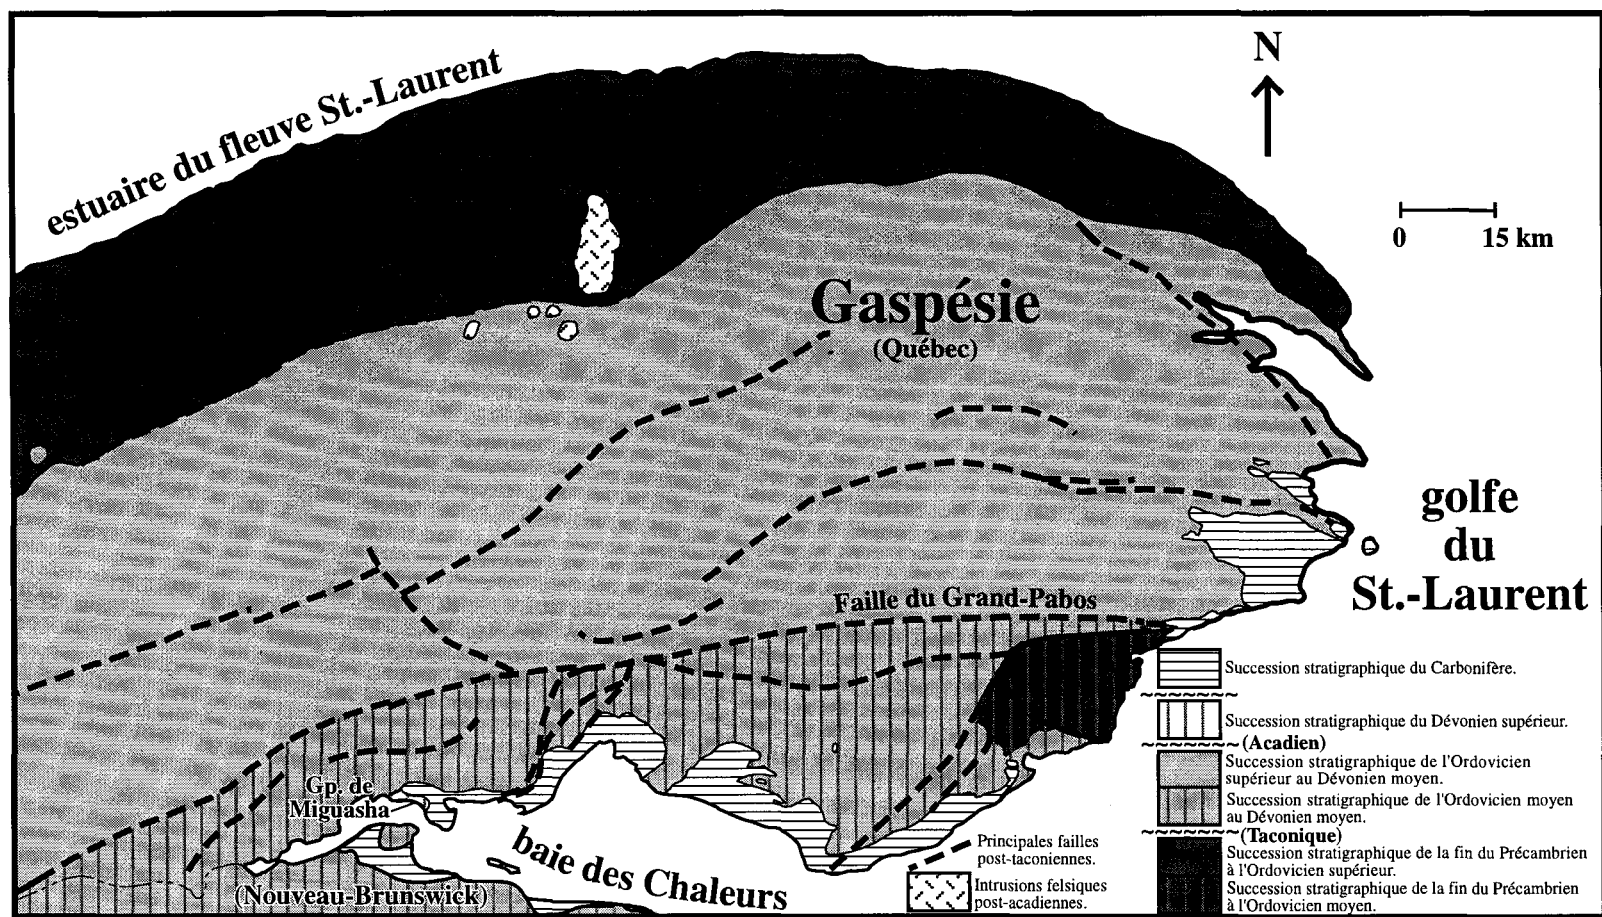 estuaire du fleuve St.-Laurent
N
0 15 km
Gaspésie
(Québec)
golfe
du
St.-Laurent
Faille du Grand-Pabos
Gp. de
Miguasha
baie des Chaleurs
(Nouveau-Brunswick)
Principales failles
post-taconiennes.
Intrusions felsiques
post-acadiennes.
Succession stratigraphique du Carbonifère.
Succession stratigraphique du Dévonien supérieur.
(Acadien)
Succession stratigraphique de l'Ordovicien
supérieur au Dévonien moyen.
Succession stratigraphique de l'Ordovicien moyen
au Dévonien moyen.
(Taconique)
Succession stratigraphique de la fin du Précambrien
à l'Ordovicien supérieur.
Succession stratigraphique de la fin du Précambrien
à l'Ordovicien moyen.